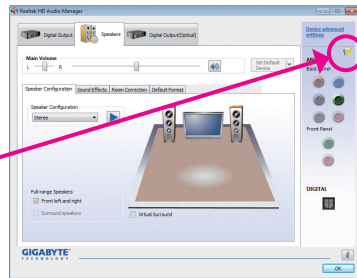 Realtek HD Audio Manager
Digital Output
Speakers
Digital Output(Optical)
Device advanced
settings
Main Volume
L
R
Set Default
Device
Speaker Configuration
Sound Effects
Room Correction
Default Format
Speaker Configuration
Stereo
Full-range Speakers
Front left and right
Surround speakers
Virtual Surround
Back Panel
Front Panel
DIGITAL
GIGABYTE
TECHNOLOGY
i
OK